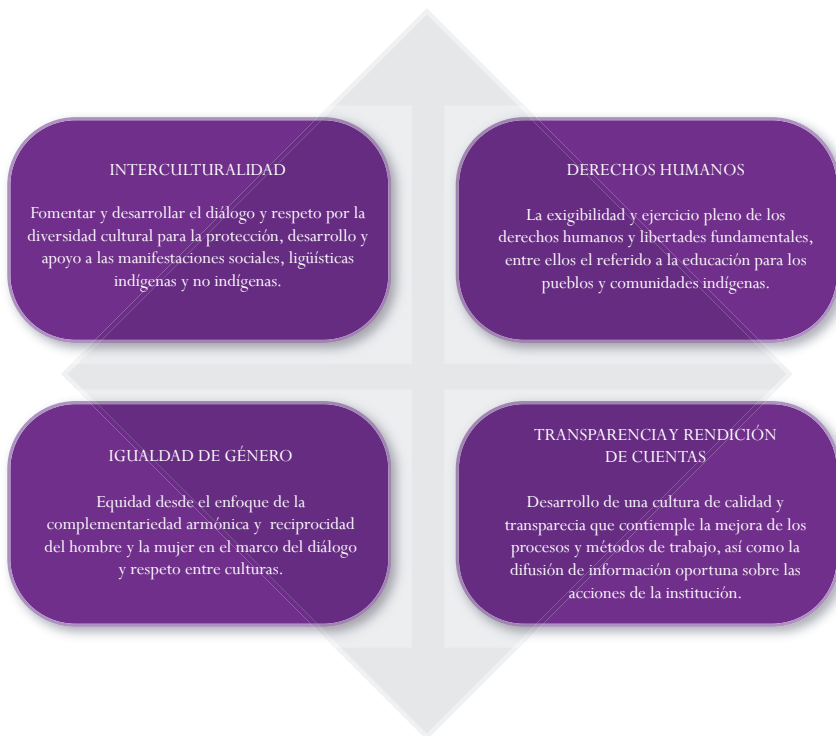 INTERCULTURALIDAD
Fomentar y desarrollar el diálogo y respeto por la
diversidad cultural para la protección, desarrollo y
apoyo a las manifestaciones sociales, ligüísticas
indígenas y no indígenas.
DERECHOS HUMANOS
La exigibilidad y ejercicio pleno de los
derechos humanos y libertades fundamentales,
entre ellos el referido a la educación para los
pueblos y comunidades indígenas.
IGUALDAD DE GÉNERO
Equidad desde el enfoque de la
complementariedad armónica y reciprocidad
del hombre y la mujer en el marco del diálogo
y respeto entre culturas.
TRANSPARENCIA Y RENDICIÓN
DE CUENTAS
Desarrollo de una cultura de calidad y
transparecia que contiemple la mejora de los
procesos y métodos de trabajo, así como la
difusión de información oportuna sobre las
acciones de la institución.